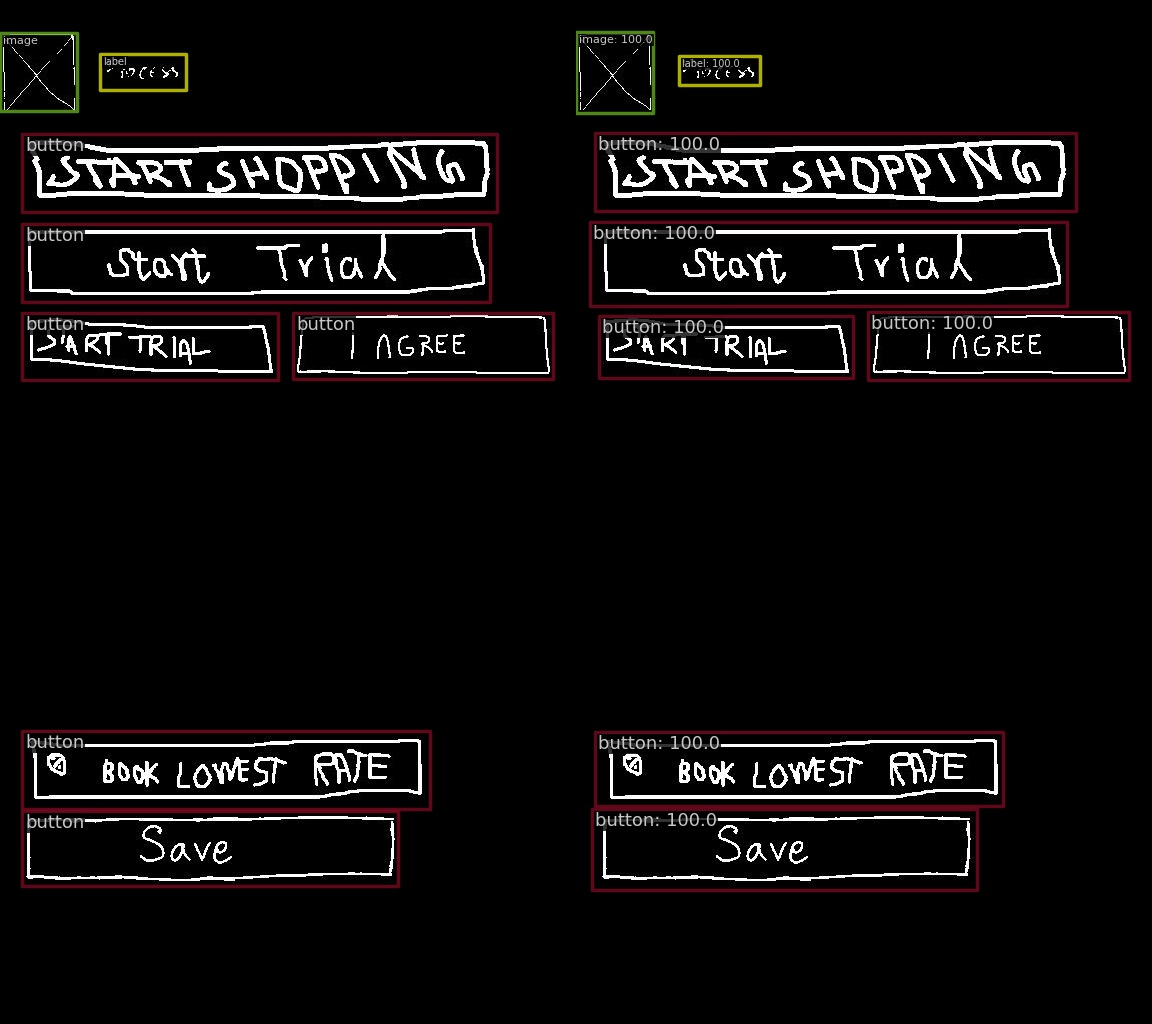 image image: 100.0
label label: 100.0
button button: 100.0
START SHOPPING START SHOPPING
button button: 100.0
Start Trial Start Trial
button button button: 100.0 button: 100.0
START TRIAL I AGREE START TRIAL I AGREE
button button: 100.0
BOOK LOWEST RATE BOOK LOWEST RATE
button button: 100.0
Save Save